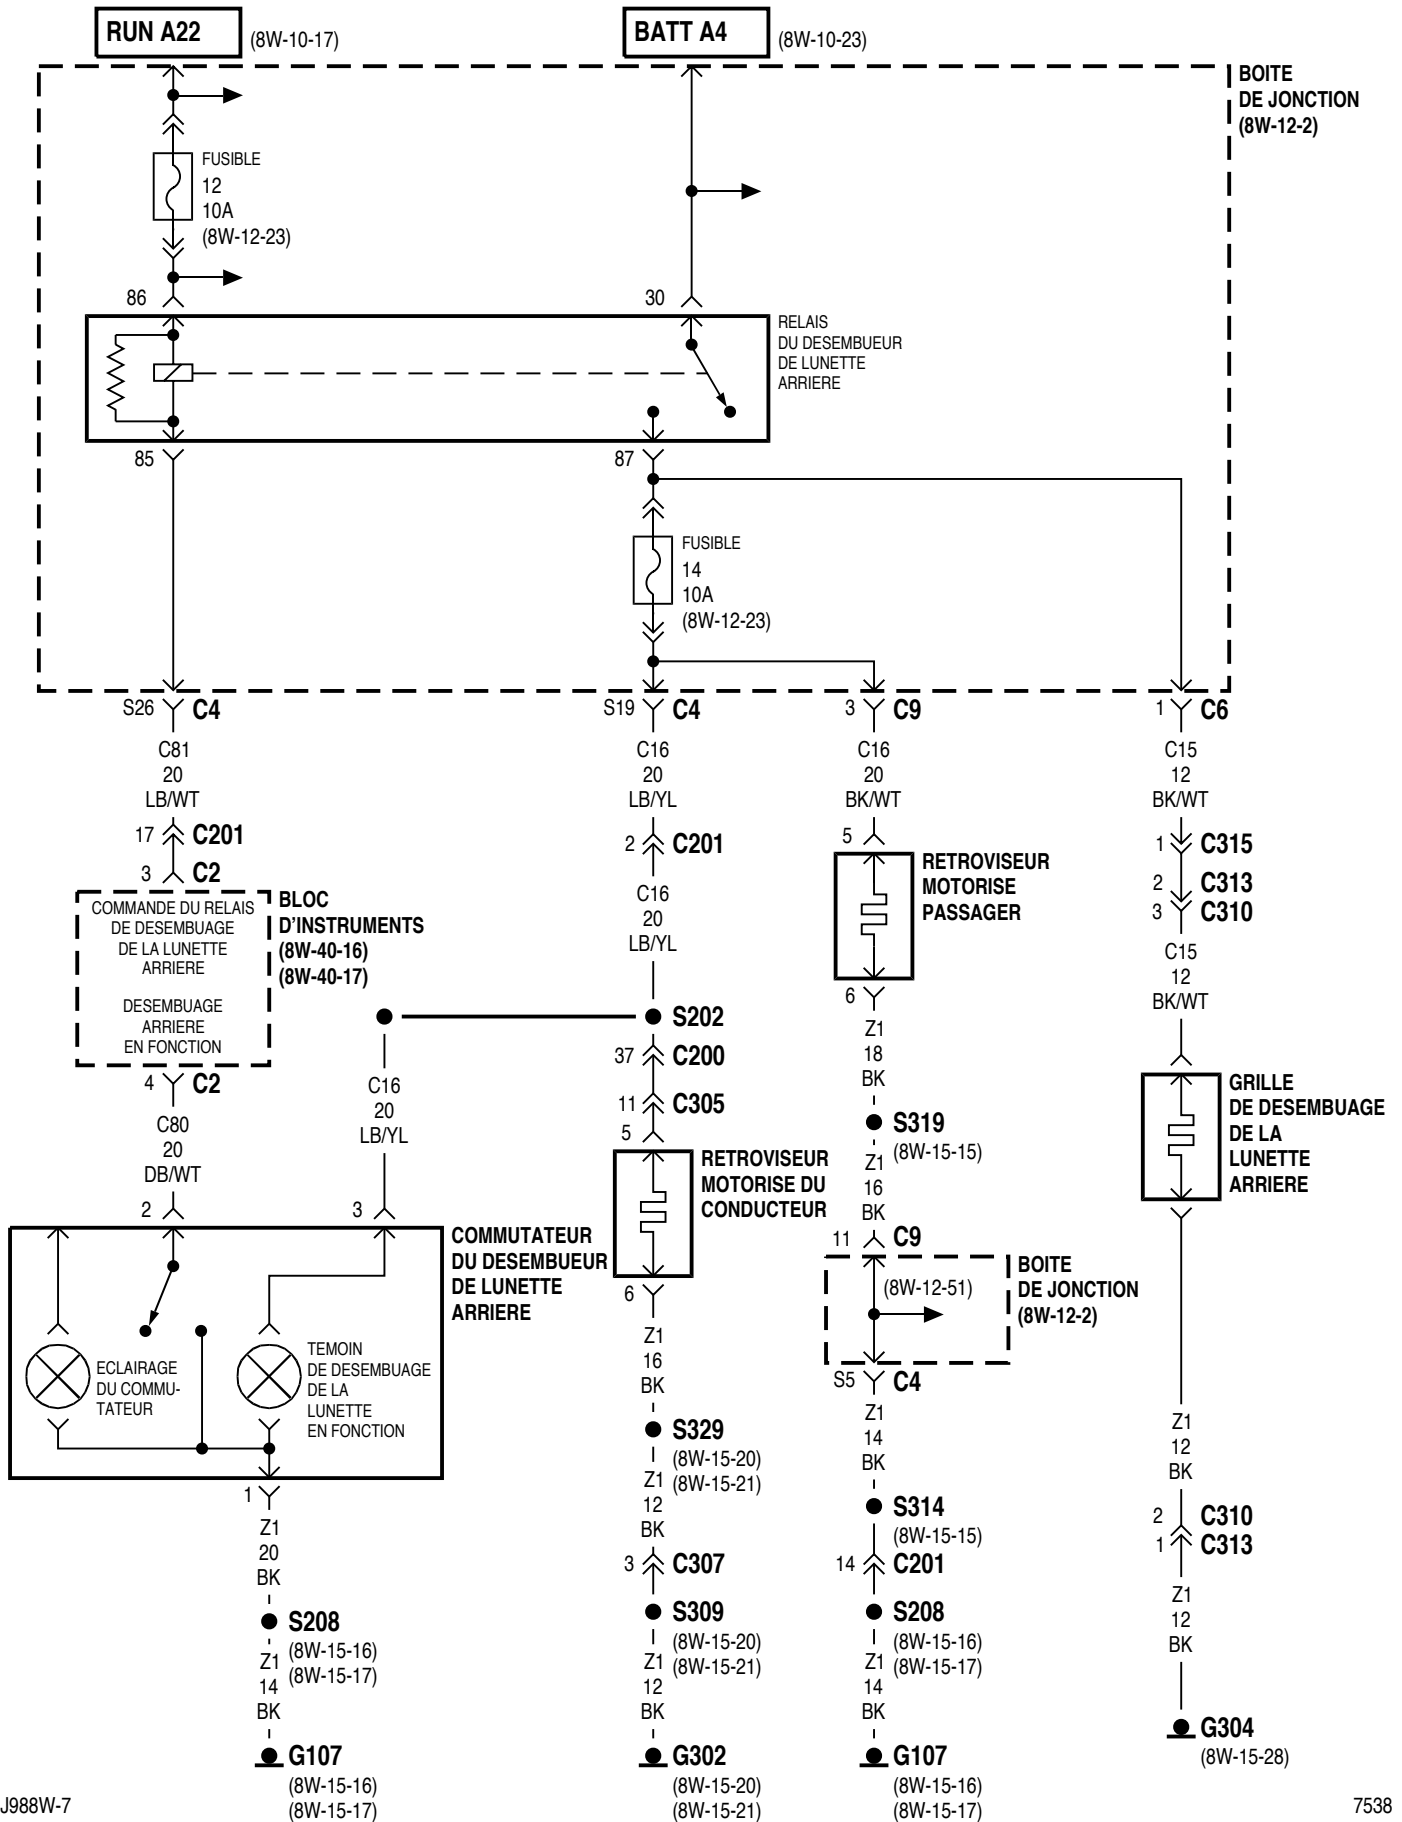 RUN A22
(8W-10-17)
BATT A4
(8W-10-23)
BOITE
DE JONCTION
(8W-12-2)
FUSIBLE
12
10A
(8W-12-23)
86
30
RELAIS
DU DESEMBUEUR
DE LUNETTE
ARRIERE
85
87
FUSIBLE
14
10A
(8W-12-23)
S26
C4
S19
C4
3
C9
1
C6
C81
20
LB/WT
C16
20
LB/YL
C16
20
BK/WT
C15
12
BK/WT
17
C201
3
C2
2
C201
5
1
C315
2
C313
3
C310
COMMANDE DU RELAIS
DE DESEMBUAGE
DE LA LUNETTE
ARRIERE
DESEMBUAGE
ARRIERE
EN FONCTION
BLOC
D'INSTRUMENTS
(8W-40-16)
(8W-40-17)
C16
20
LB/YL
RETROVISEUR
MOTORISE
PASSAGER
C15
12
BK/WT
6
S202
Z1
18
BK
4
C2
37
C200
C80
20
DB/WT
C16
20
LB/YL
11
C305
5
S319
(8W-15-15)
GRILLE
DE DESEMBUAGE
DE LA
LUNETTE
ARRIERE
RETROVISEUR
MOTORISE DU
CONDUCTEUR
Z1
16
BK
2
3
11
C9
COMMUTATEUR
DU DESEMBUEUR
DE LUNETTE
ARRIERE
6
(8W-12-51)
BOITE
DE JONCTION
(8W-12-2)
ECLAIRAGE
DU COMMU-
TATEUR
TEMOIN
DE DESEMBUAGE
DE LA
LUNETTE
EN FONCTION
Z1
16
BK
S5
C4
Z1
14
BK
Z1
12
BK
S329
(8W-15-20)
(8W-15-21)
1
Z1
12
BK
S314
(8W-15-15)
2
C310
1
C313
Z1
20
BK
3
C307
14
C201
S208
(8W-15-16)
(8W-15-17)
S309
(8W-15-20)
(8W-15-21)
S208
(8W-15-16)
(8W-15-17)
Z1
12
BK
Z1
14
BK
Z1
12
BK
Z1
14
BK
G107
(8W-15-16)
(8W-15-17)
G302
(8W-15-20)
(8W-15-21)
G107
(8W-15-16)
(8W-15-17)
G304
(8W-15-28)
J988W-7
7538